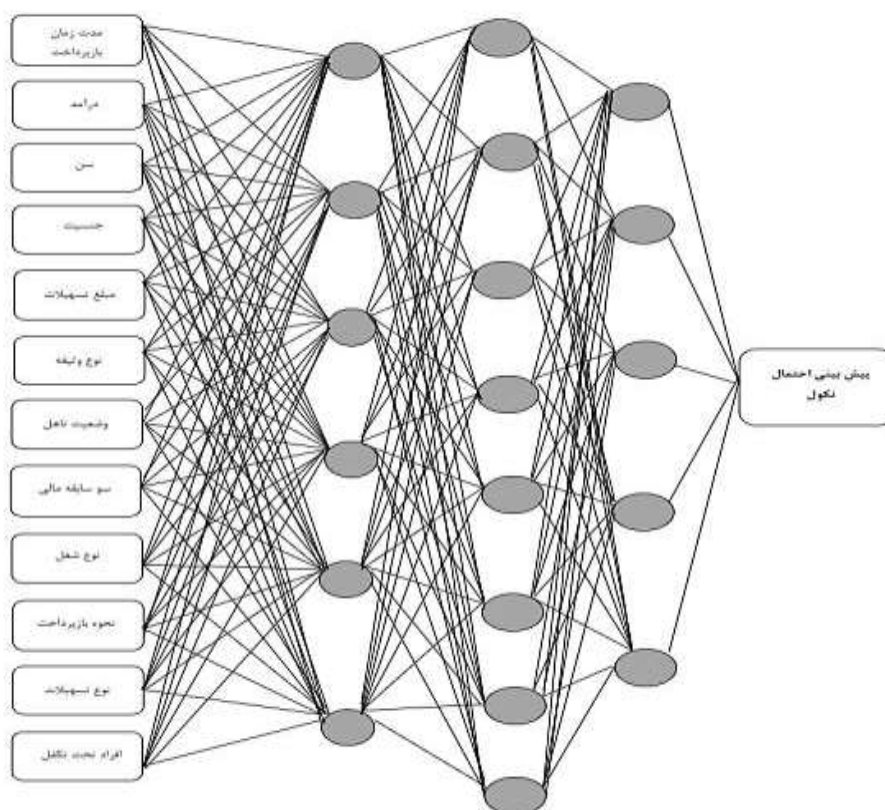 مدت زمان
بازپرداخت
درامد
سن
جنسیت
مبلغ تسهیلات
نوع وثیقه
وضعیت تاهل
سو سابقه مالی
نوع شغل
نحوه بازپرداخت
نوع تسهیلات
افراد تحت تکفل
پیش بینی احتمال
نکول